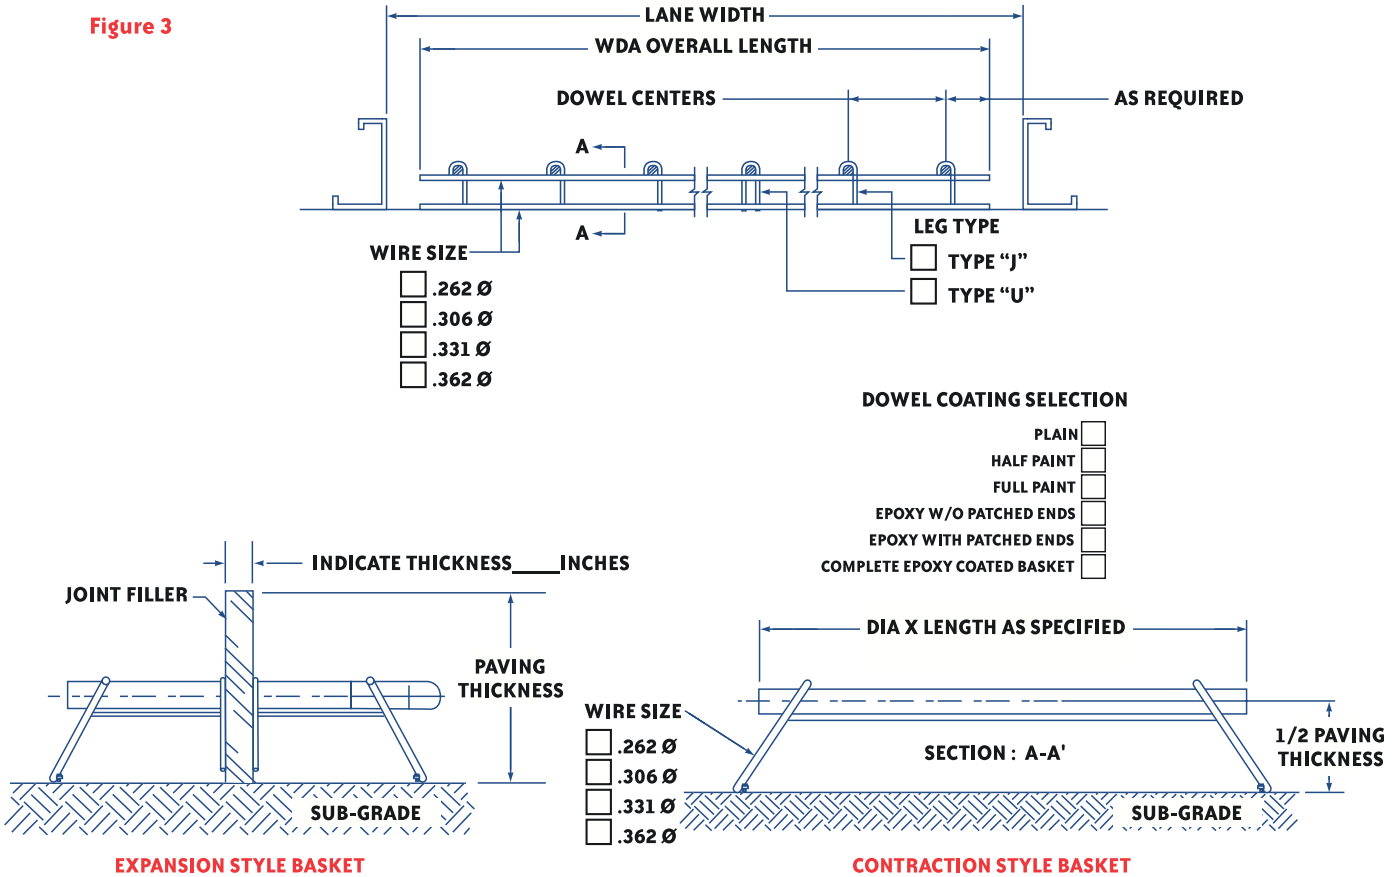 Figure 3
LANE WIDTH
WDA OVERALL LENGTH
DOWEL CENTERS
AS REQUIRED
A
A
WIRE SIZE
.262 Ø
.306 Ø
.331 Ø
.362 Ø
LEG TYPE
TYPE “J”
TYPE “U”
DOWEL COATING SELECTION
PLAIN
HALF PAINT
FULL PAINT
EPOXY W/O PATCHED ENDS
EPOXY WITH PATCHED ENDS
COMPLETE EPOXY COATED BASKET
INDICATE THICKNESS____INCHES
JOINT FILLER
PAVING
THICKNESS
SUB-GRADE
EXPANSION STYLE BASKET
DIA X LENGTH AS SPECIFIED
WIRE SIZE
.262 Ø
.306 Ø
.331 Ø
.362 Ø
SECTION : A-A'
1/2 PAVING
THICKNESS
SUB-GRADE
CONTRACTION STYLE BASKET